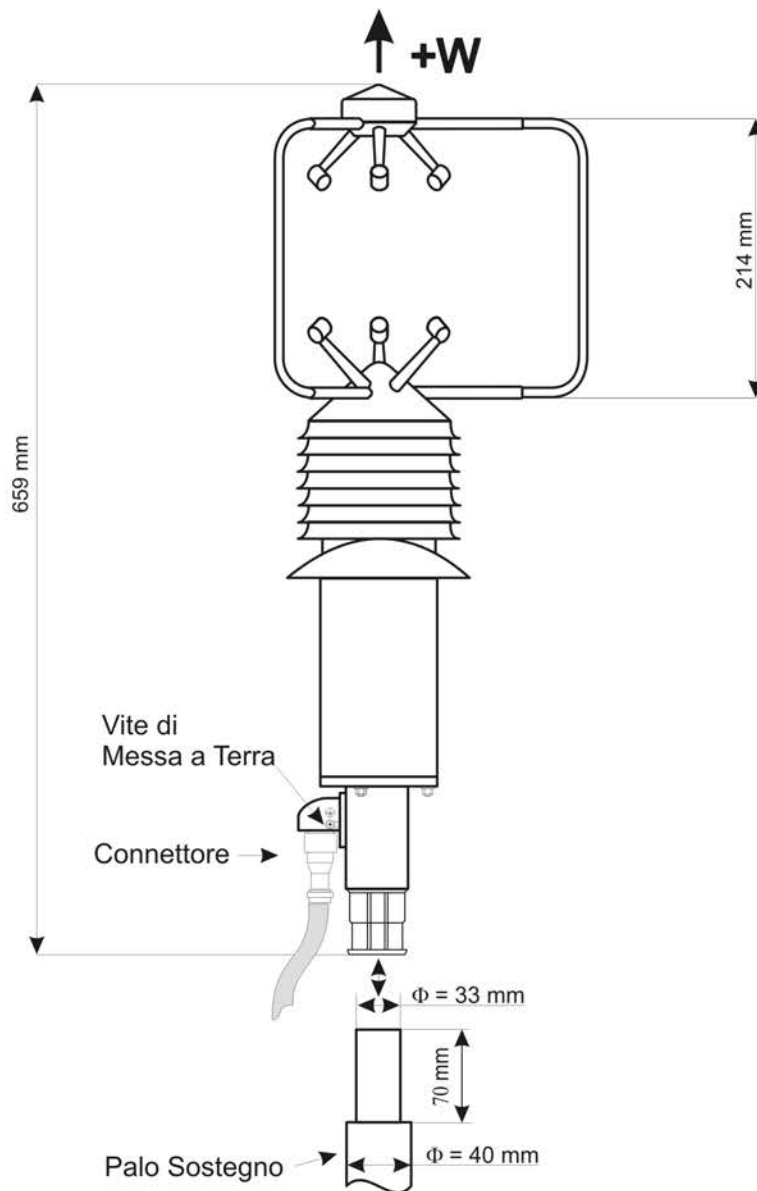 +W
214 mm
659 mm
Vite di
Messa a Terra
Connettore
Φ = 33 mm
70 mm
Φ = 40 mm
Palo Sostegno